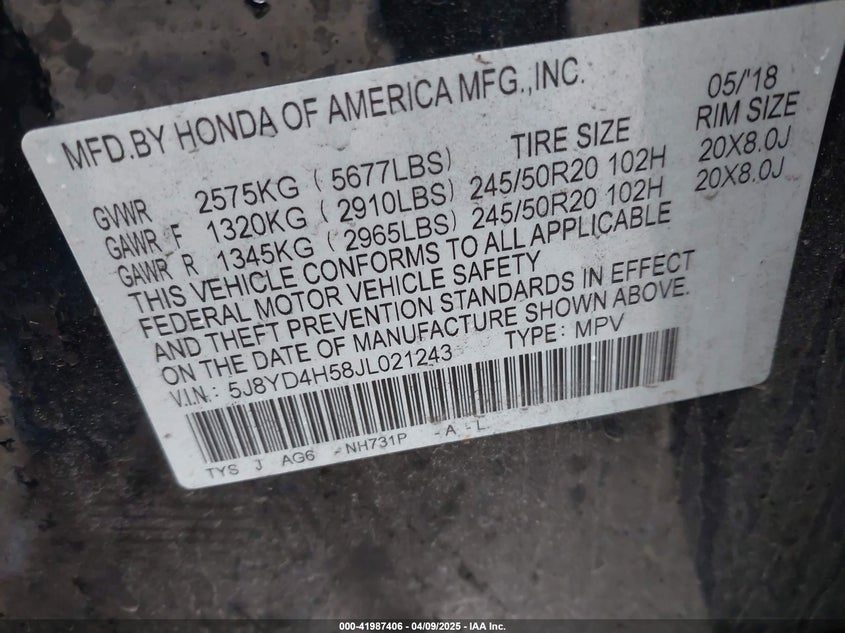 MFD.BY HONDA OF AMERICA MFG.,INC. 05/'18
TIRE SIZE RIM SIZE
GVWR 2575KG ( 5677LBS)
GAWR F 1320KG ( 2910LBS) 245/50R20 102H 20X8.0J
GAWR R 1345KG ( 2965LBS) 245/50R20 102H 20X8.0J
THIS VEHICLE CONFORMS TO ALL APPLICABLE
FEDERAL MOTOR VEHICLE SAFETY
AND THEFT PREVENTION STANDARDS IN EFFECT
ON THE DATE OF MANUFACTURE SHOWN ABOVE.
V.I.N.: 5J8YD4H58JL021243 TYPE: MPV
TYS J AG6 - NH731P - A - L.
000-41987406 - 04/09/2025 - IAA Inc.